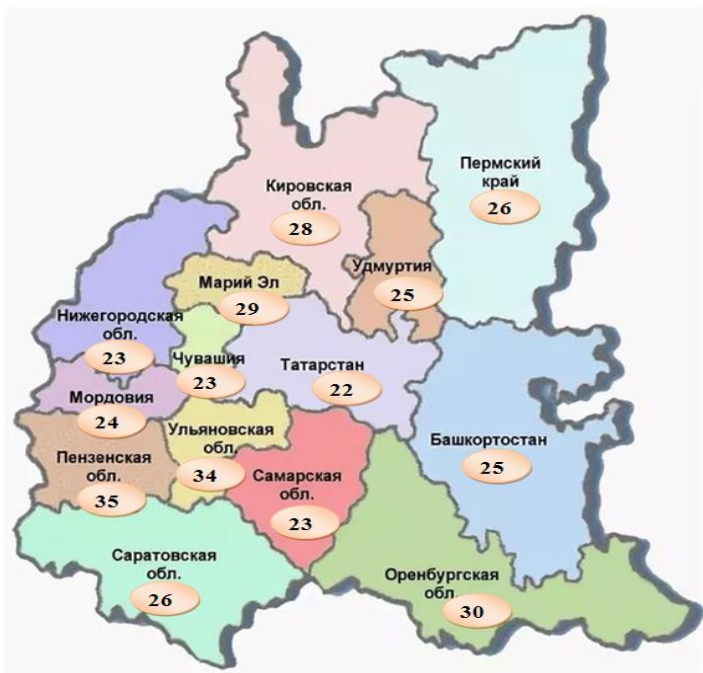 Кировская
обл.
28
Пермский
край
26
Удмуртия
25
Марий Эл
29
Нижегородская
обл.
23
Чувашия
23
Татарстан
22
Мордовия
24
Ульяновская
обл.
34
Башкортостан
25
Пензенская
обл.
35
Самарская
обл.
23
Саратовская
обл.
26
Оренбургская
обл.
30